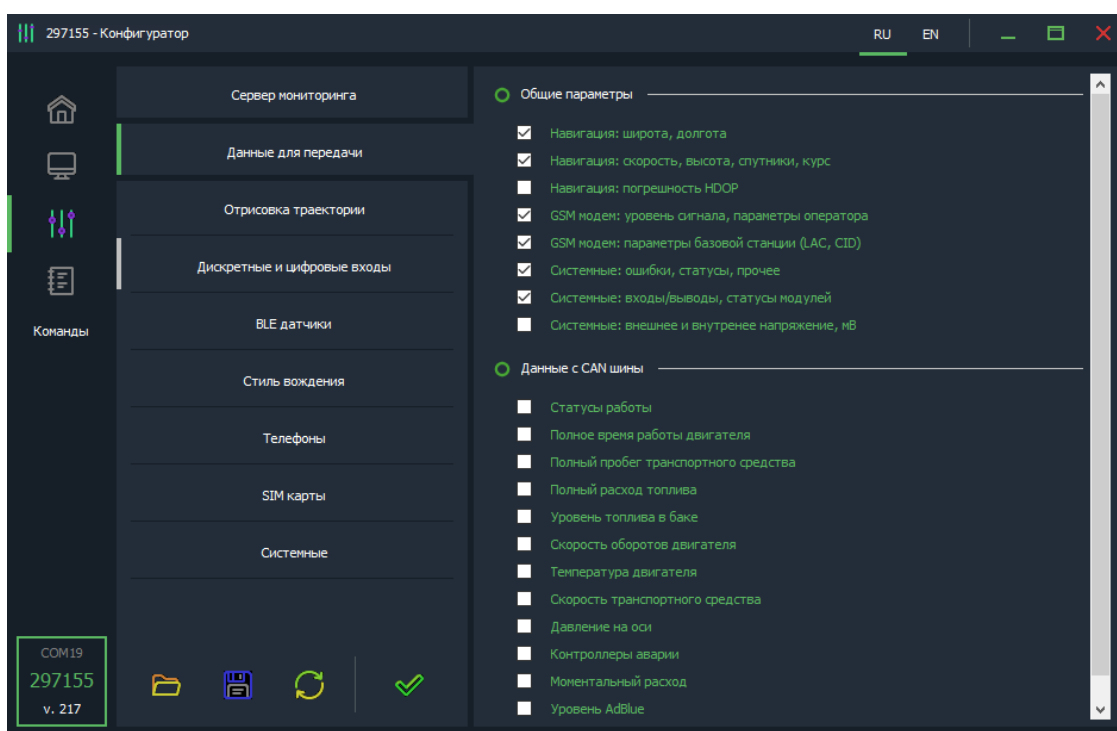 297155 - Конфигуратор
RU
EN
Команды
COM19
297155
v. 217
Сервер мониторинга
Данные для передачи
Отрисовка траектории
Дискретные и цифровые входы
BLE датчики
Стиль вождения
Телефоны
SIM карты
Системные
Общие параметры
Навигация: широта, долгота
Навигация: скорость, высота, спутники, курс
Навигация: погрешность HDOP
GSM модем: уровень сигнала, параметры оператора
GSM модем: параметры базовой станции (LAC, CID)
Системные: ошибки, статусы, прочее
Системные: входы/выводы, статусы модулей
Системные: внешнее и внутренее напряжение, мВ
Данные с CAN шины
Статусы работы
Полное время работы двигателя
Полный пробег транспортного средства
Полный расход топлива
Уровень топлива в баке
Скорость оборотов двигателя
Температура двигателя
Скорость транспортного средства
Давление на оси
Контроллеры аварии
Моментальный расход
Уровень AdBlue